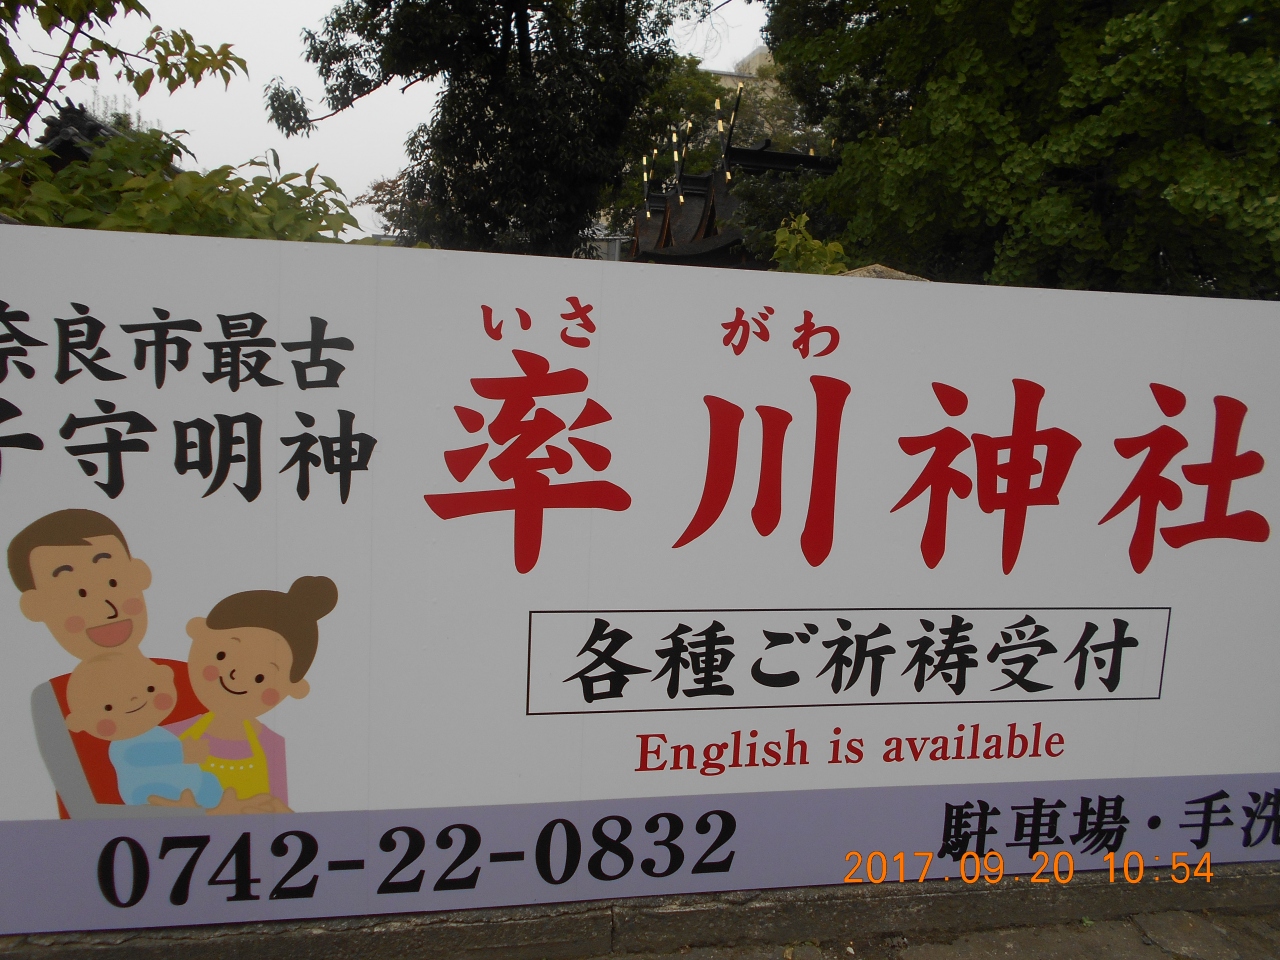 奈良市最古
子守明神
いさ がわ
率川神社
各種ご祈祷受付
English is available
0742-22-0832
駐車場・手洗
2017.09.20 10:54